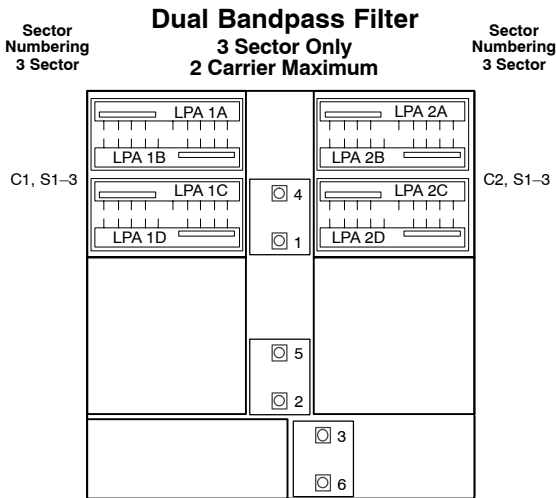 Dual Bandpass Filter
3 Sector Only
2 Carrier Maximum
Sector
Numbering
3 Sector
Sector
Numbering
3 Sector
LPA 1A
LPA 1B
LPA 2A
LPA 2B
C1, S1–3
C2, S1–3
LPA 1C
LPA 1D
4
1
LPA 2C
LPA 2D
5
2
3
6